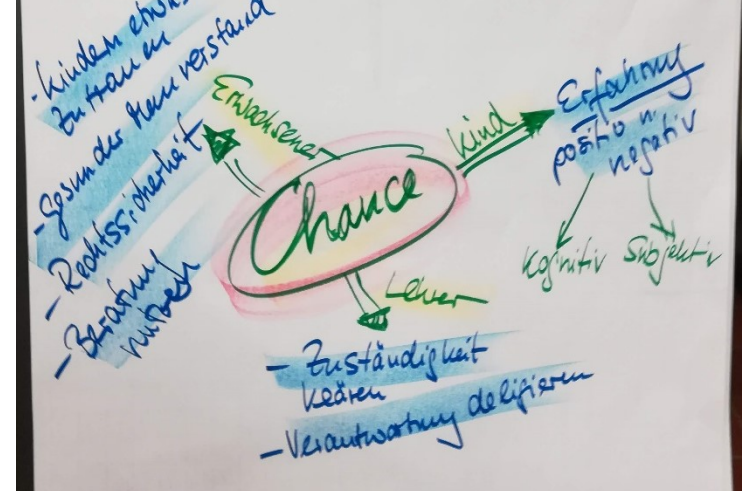 - Kindern etwas
zutrauen
- gesunder Menschenverstand
- Rechtssicherheit
- Beratung
nutzen
Erwachsener
Chance
Kind
Erfahrung
positiv u.
negativ
Kognitiv Subjektiv
Lehrer
- Zuständigkeit
klären
- Verantwortung deligieren